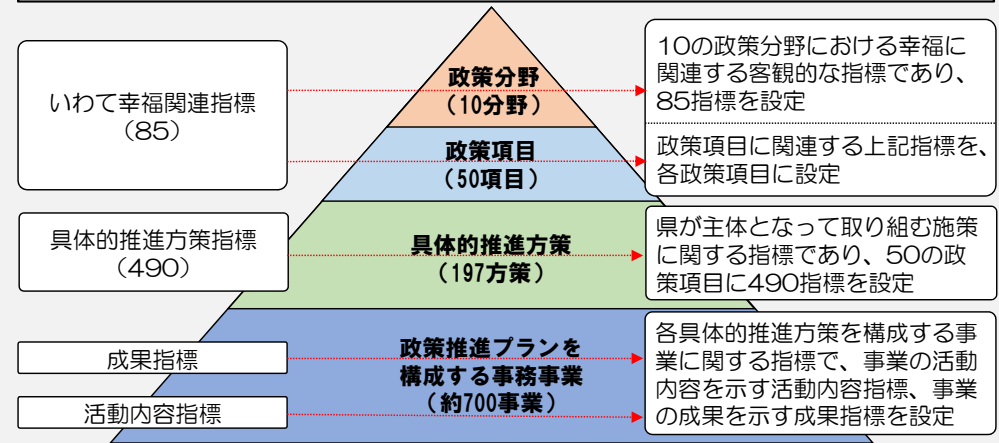 いわて幸福関連指標
(85)
政策分野
(10分野)
10の政策分野における幸福に
関連する客観的な指標であり、
85指標を設定
政策項目
(50項目)
政策項目に関連する上記指標を、
各政策項目に設定
具体的推進方策指標
(490)
具体的推進方策
(197方策)
県が主体となって取り組む施策
に関する指標であり、50の政
策項目に490指標を設定
成果指標
活動内容指標
政策推進プランを
構成する事務事業
(約700事業)
各具体的推進方策を構成する事
業に関する指標で、事業の活動
内容を示す活動内容指標、事業
の成果を示す成果指標を設定